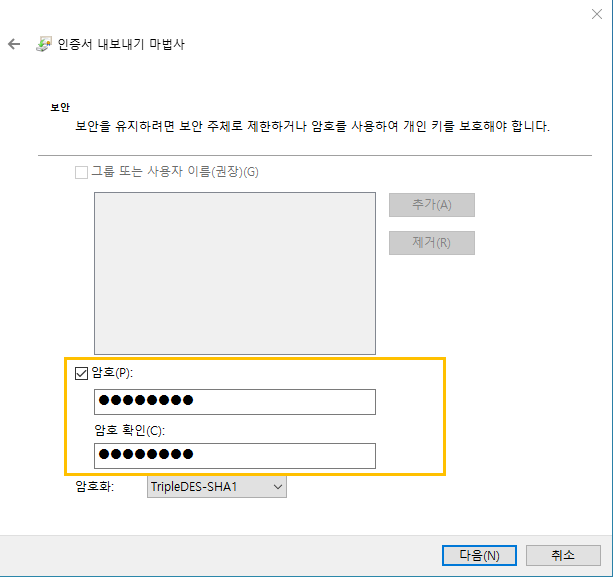 인증서 내보내기 마법사
보안
보안을 유지하려면 보안 주체로 제한하거나 암호를 사용하여 개인 키를 보호해야 합니다.
그룹 또는 사용자 이름(권장)(G)
추가(A)
제거(R)
암호(P):
●●●●●●●●
암호 확인(C):
●●●●●●●●
암호화: TripleDES-SHA1
다음(N) 취소